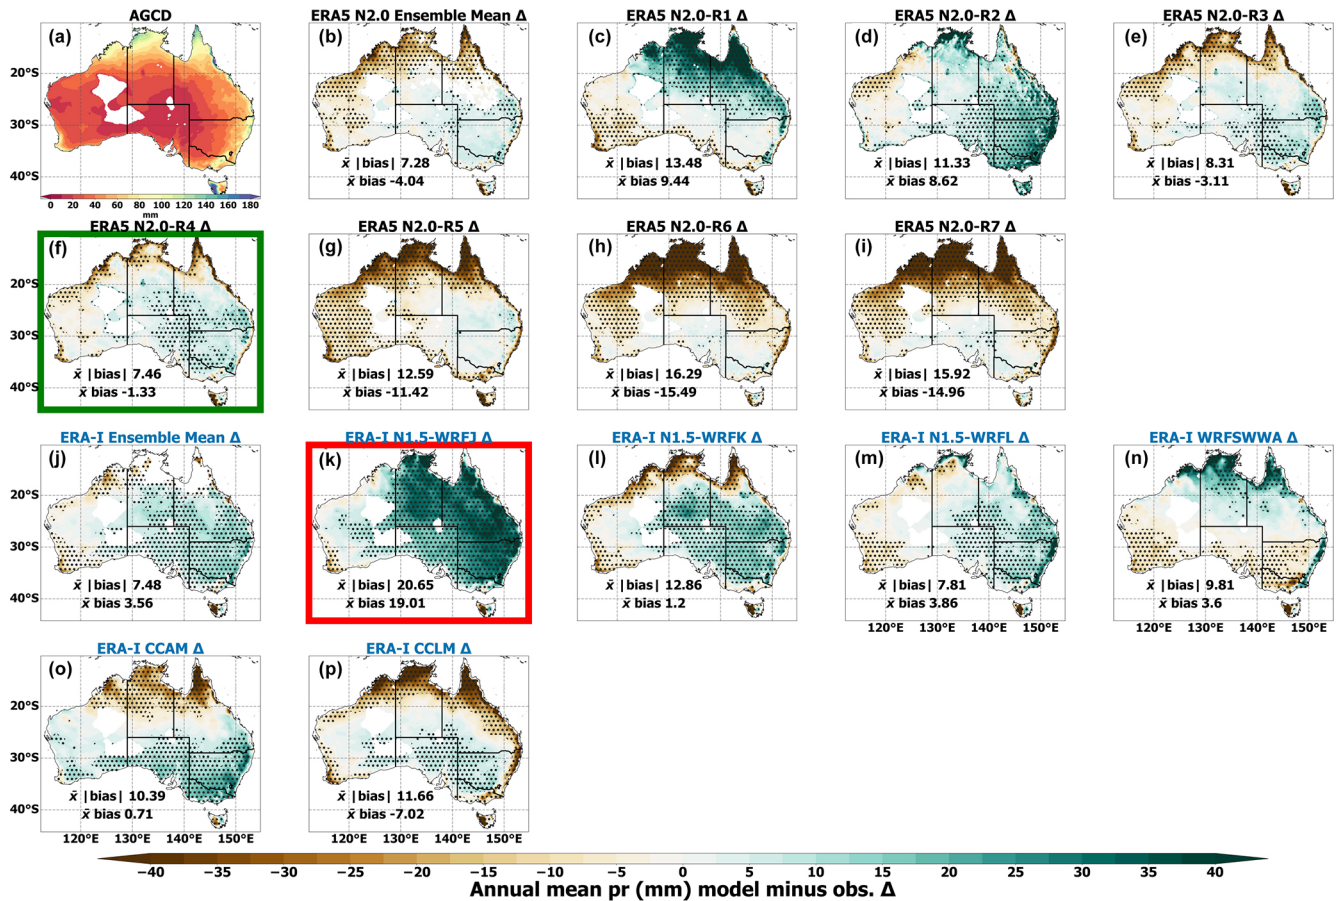 AGCD
ERA5 N2.0 Ensemble Mean Δ
ERA5 N2.0-R1 Δ
ERA5 N2.0-R2 Δ
ERA5 N2.0-R3 Δ
(a)
(b)
(c)
(d)
(e)
20°S
30°S
40°S
x̄ |bias| 7.28
x̄ bias -4.04
x̄ |bias| 13.48
x̄ bias 9.44
x̄ |bias| 11.33
x̄ bias 8.62
x̄ |bias| 8.31
x̄ bias -3.11
0 20 40 60 80 100 120 140 160 180
mm
ERA5 N2.0-R4 Δ
ERA5 N2.0-R5 Δ
ERA5 N2.0-R6 Δ
ERA5 N2.0-R7 Δ
(f)
(g)
(h)
(i)
20°S
30°S
40°S
x̄ |bias| 7.46
x̄ bias -1.33
x̄ |bias| 12.59
x̄ bias -11.42
x̄ |bias| 16.29
x̄ bias -15.49
x̄ |bias| 15.92
x̄ bias -14.96
ERA-I Ensemble Mean Δ
ERA-I N1.5-WRFJ Δ
ERA-I N1.5-WRFK Δ
ERA-I N1.5-WRFL Δ
ERA-I WRFSWWA Δ
(j)
(k)
(l)
(m)
(n)
20°S
30°S
40°S
x̄ |bias| 7.48
x̄ bias 3.56
x̄ |bias| 20.65
x̄ bias 19.01
x̄ |bias| 12.86
x̄ bias 1.2
x̄ |bias| 7.81
x̄ bias 3.86
x̄ |bias| 9.81
x̄ bias 3.6
120°E 130°E 140°E 150°E
120°E 130°E 140°E 150°E
ERA-I CCAM Δ
ERA-I CCLM Δ
(o)
(p)
20°S
30°S
40°S
x̄ |bias| 10.39
x̄ bias 0.71
x̄ |bias| 11.66
x̄ bias -7.02
120°E 130°E 140°E 150°E
120°E 130°E 140°E 150°E
−40 −35 −30 −25 −20 −15 −10 −5 0 5 10 15 20 25 30 35 40
Annual mean pr (mm) model minus obs. Δ